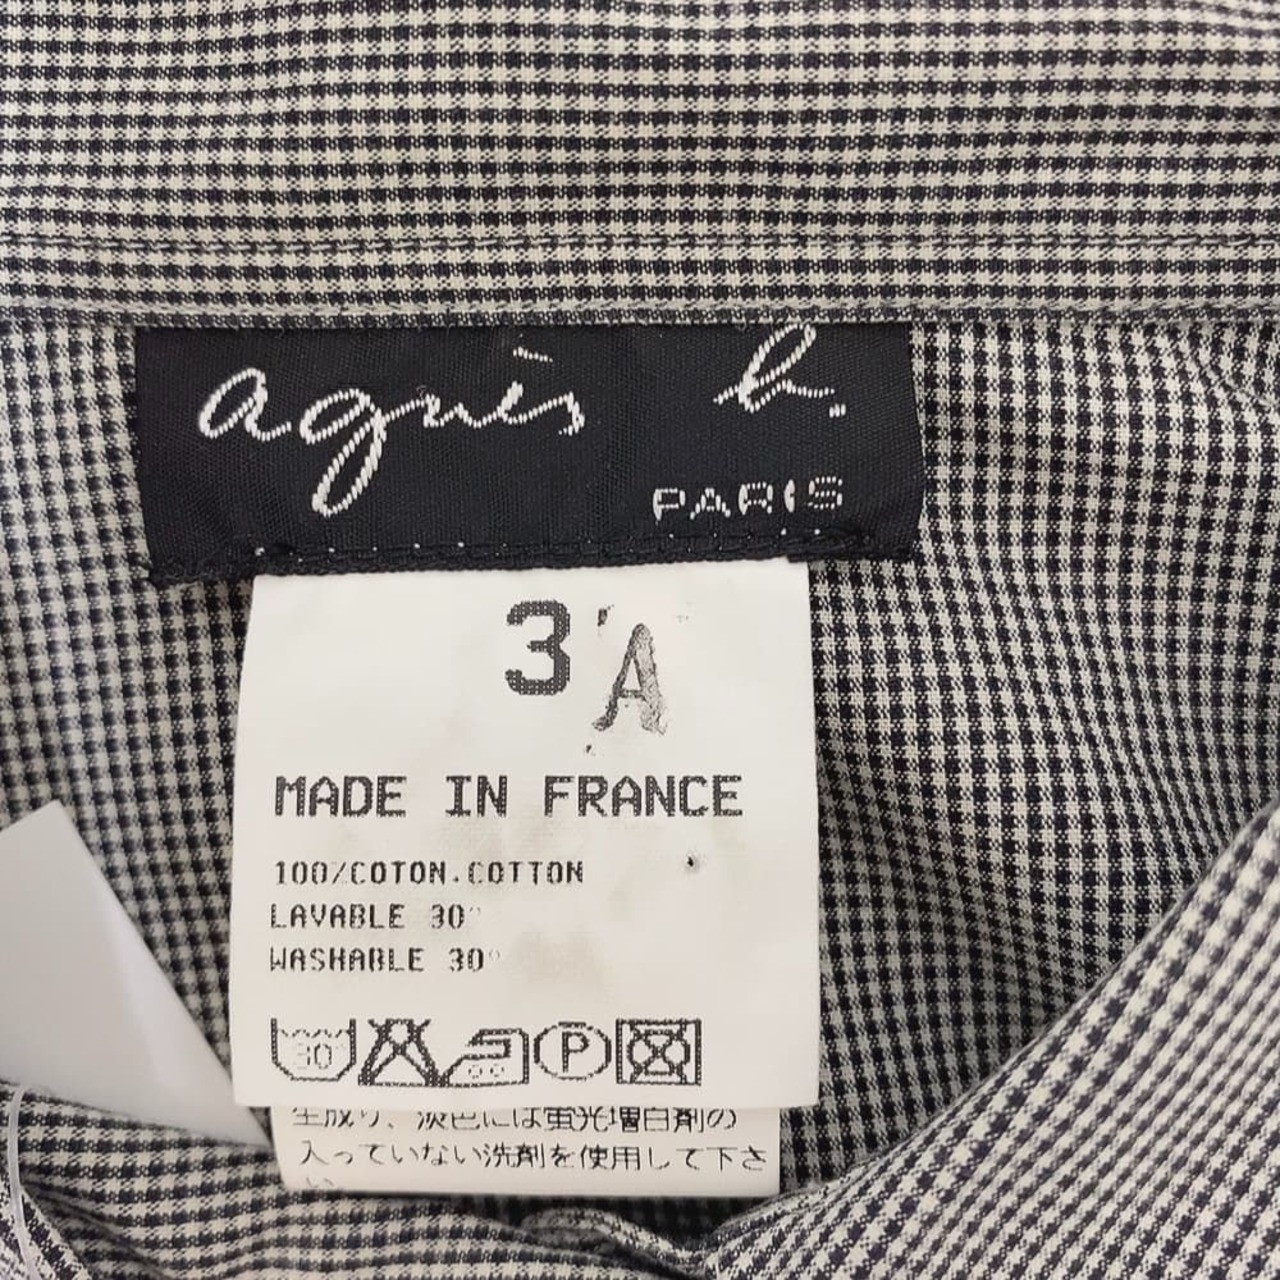 agnès b.
PARIS
3 A
MADE IN FRANCE
100%COTON.COTTON
LAVABLE 30°
WASHABLE 30°
30 P
生成り、淡色には蛍光増白剤の
入っていない洗剤を使用して下さ